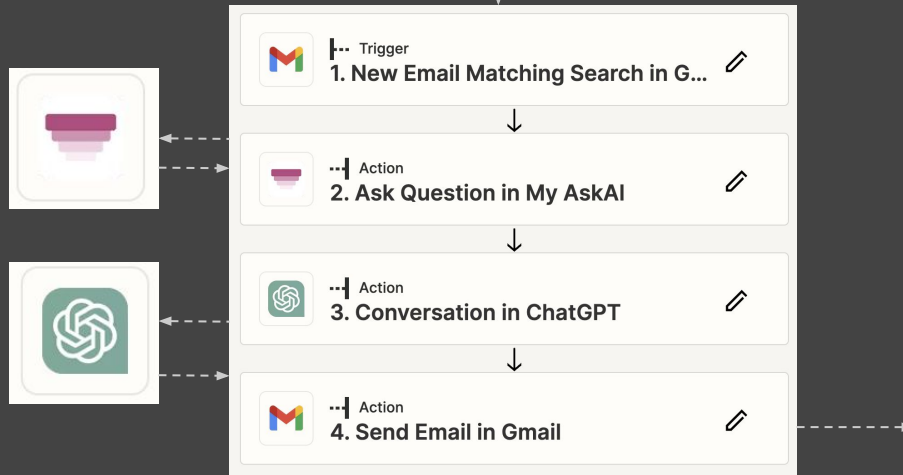 Trigger
1. New Email Matching Search in G...
Action
2. Ask Question in My AskAI
Action
3. Conversation in ChatGPT
Action
4. Send Email in Gmail